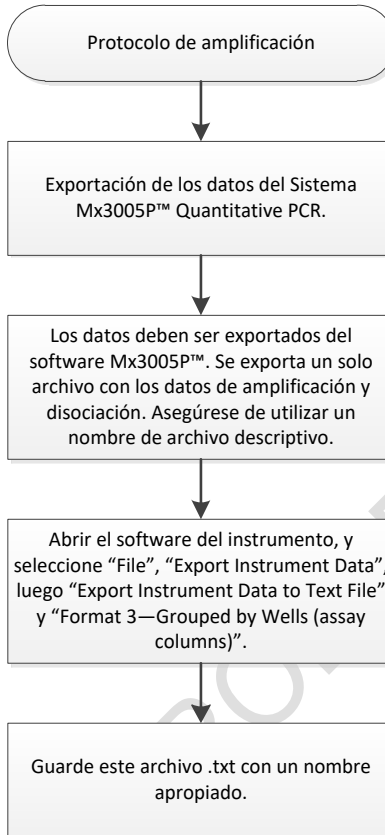 Protocolo de amplificación
Exportación de los datos del Sistema
Mx3005P™ Quantitative PCR.
Los datos deben ser exportados del
software Mx3005P™. Se exporta un solo
archivo con los datos de amplificación y
disociación. Asegúrese de utilizar un
nombre de archivo descriptivo.
Abrir el software del instrumento, y
seleccione “File”, “Export Instrument Data”,
luego “Export Instrument Data to Text File”
y “Format 3—Grouped by Wells (assay
columns)”.
Guarde este archivo .txt con un nombre
apropiado.